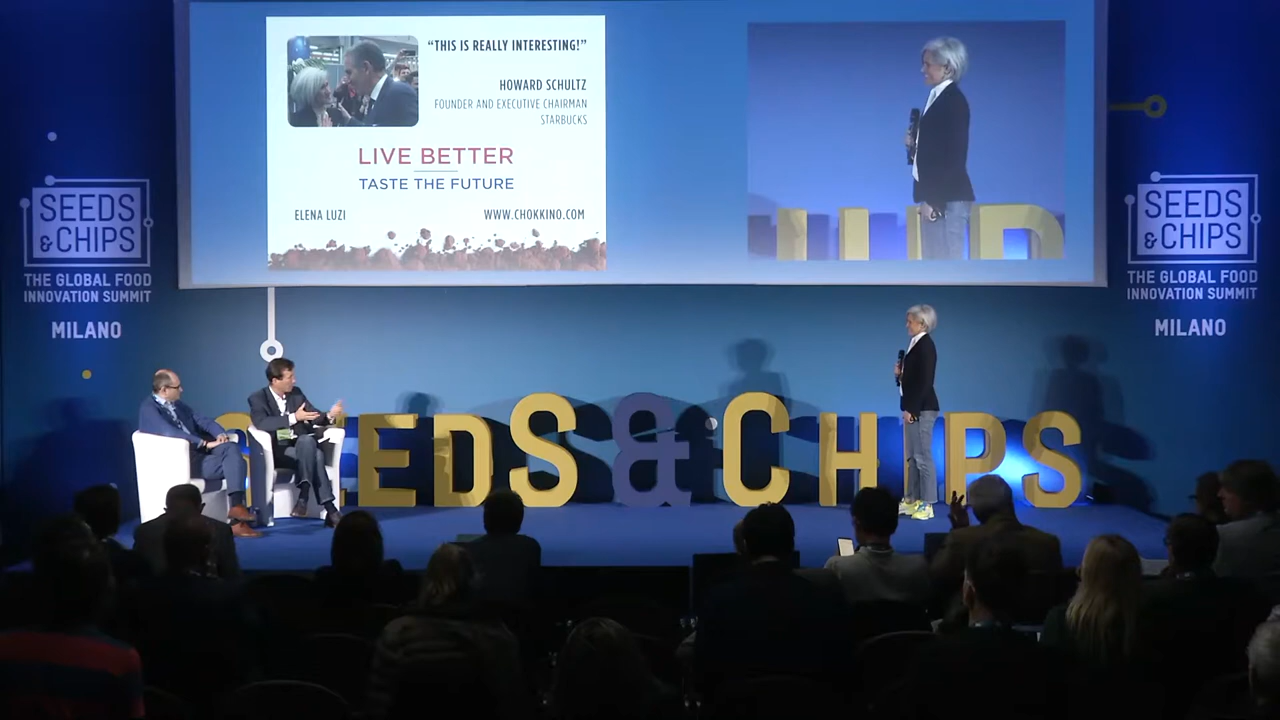 "THIS IS REALLY INTERESTING!"
HOWARD SCHULTZ
FOUNDER AND EXECUTIVE CHAIRMAN
STARBUCKS
LIVE BETTER
TASTE THE FUTURE
ELENA LUZI
WWW.CHOKKINO.COM
SEEDS
&CHIPS
THE GLOBAL FOOD
INNOVATION SUMMIT
MILANO
SEEDS
&CHIPS
THE GLOBAL FOOD
INNOVATION SUMMIT
MILANO
SEEDS & CHIPS